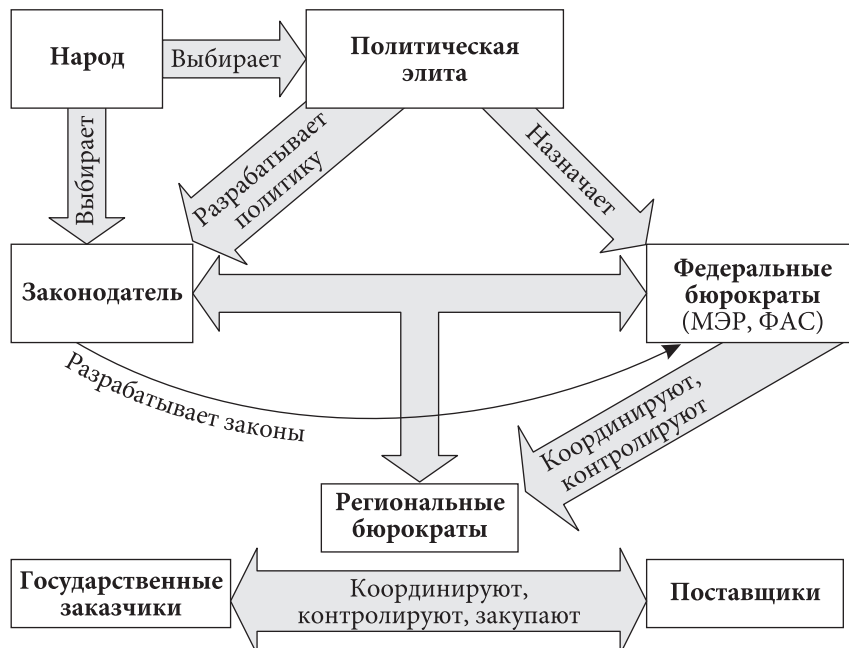 Народ
Выбирает
Политическая
элита
Выбирает
Разрабатывает
политику
Назначает
Законодатель
Федеральные
бюрократы
(МЭР, ФАС)
Разрабатывает законы
Координируют,
контролируют
Региональные
бюрократы
Государственные
заказчики
Координируют,
контролируют, закупают
Поставщики